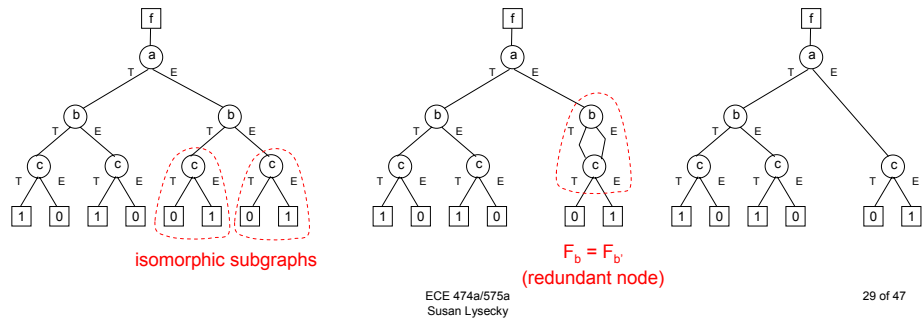 f f f
a a a
T E T E T E
b b b b b
T E T E T E T E T E
c c c c c c c c c c
T E T E T E T E T E T E
1 0 1 0 0 1 0 1 1 0 1 0 0 1 1 0 1 0 0 1
isomorphic subgraphs
F_b = F_b'
(redundant node)
ECE 474a/575a
Susan Lysecky
29 of 47